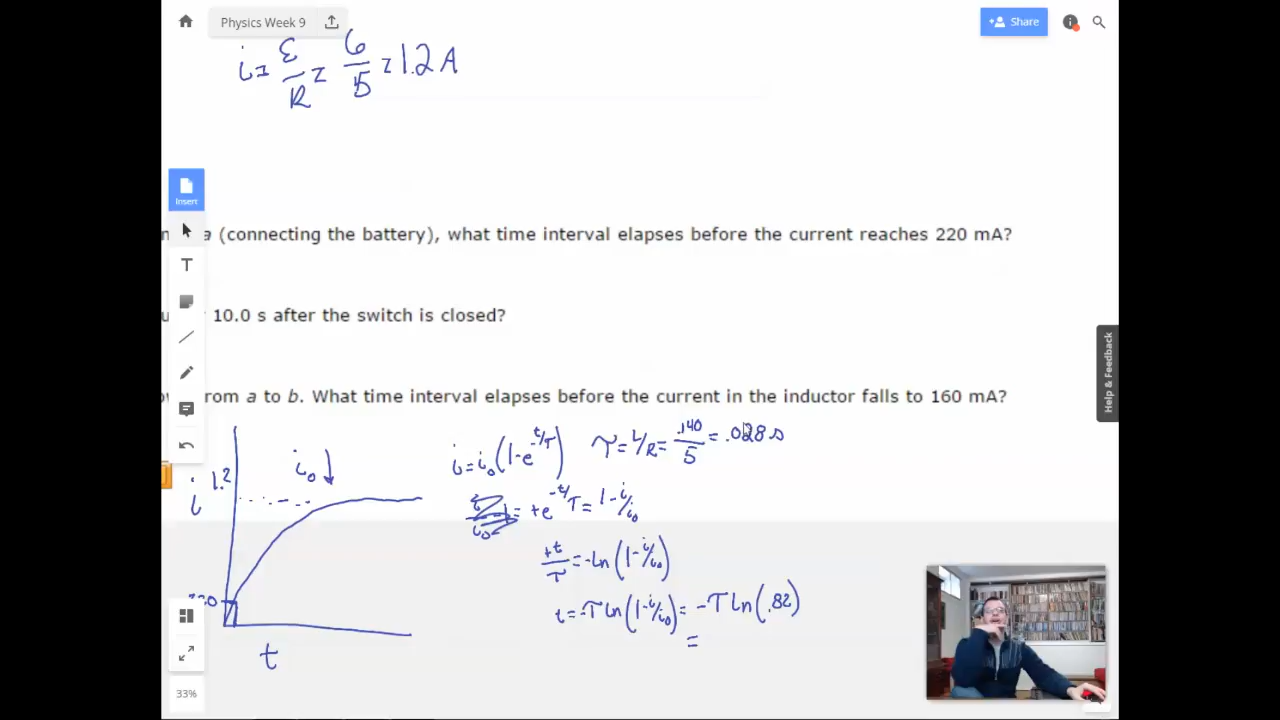 Physics Week 9
Share
i = ε/R = 6/5 = 1.2 A
Insert
a (connecting the battery), what time interval elapses before the current reaches 220 mA?
10.0 s after the switch is closed?
from a to b. What time interval elapses before the current in the inductor falls to 160 mA?
Help & Feedback
i = i₀(1-e^-t/τ) τ = L/R = .140/5 = .028 s
i₀ ↓
1.2
i
+e^-t/τ = 1-i/i₀
+t/τ = -ln(1-i/i₀)
t = -τ ln(1-i/i₀) = -τ ln(.82)
=
t
33%